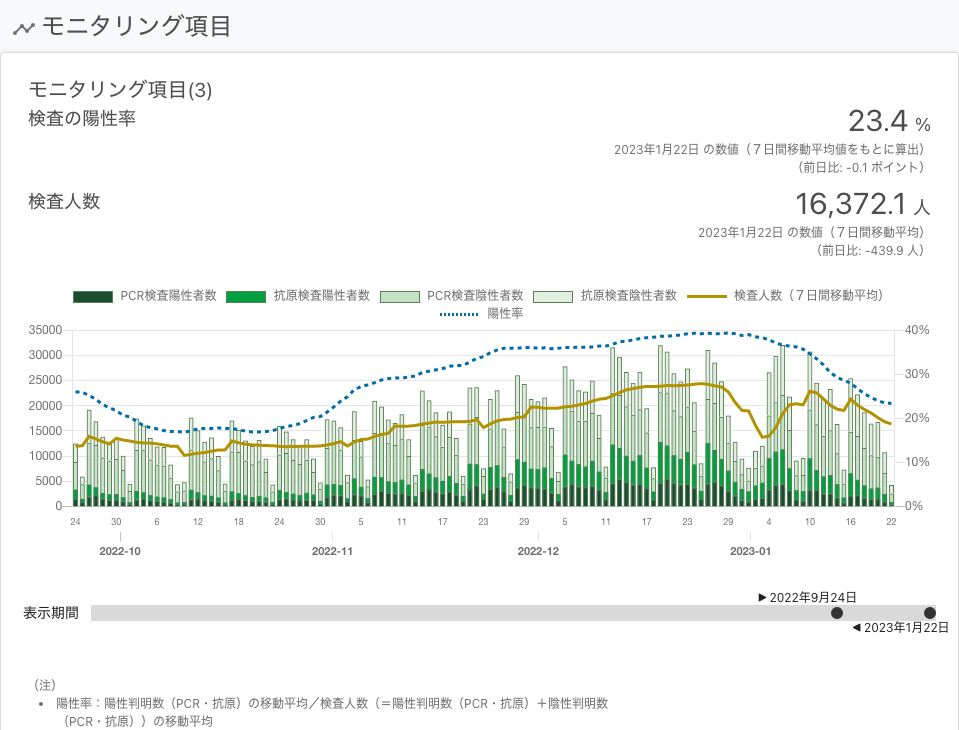 モニタリング項目
モニタリング項目(3)
検査の陽性率
23.4 %
2023年1月22日 の数値（７日間移動平均値をもとに算出）
（前日比: -0.1 ポイント）
検査人数
16,372.1 人
2023年1月22日 の数値（７日間移動平均）
（前日比: -439.9 人）
PCR検査陽性者数 抗原検査陽性者数 PCR検査陰性者数 抗原検査陰性者数 検査人数（７日間移動平均）
陽性率
35000 40%
30000
25000 30%
20000
20%
15000
10000 10%
5000
0 0%
24 30 6 12 18 24 30 5 11 17 23 29 5 11 17 23 29 4 10 16 22
2022-10 2022-11 2022-12 2023-01
2022年9月24日
表示期間
2023年1月22日
（注）
• 陽性率：陽性判明数（PCR・抗原）の移動平均／検査人数（＝陽性判明数（PCR・抗原）＋陰性判明数
（PCR・抗原））の移動平均